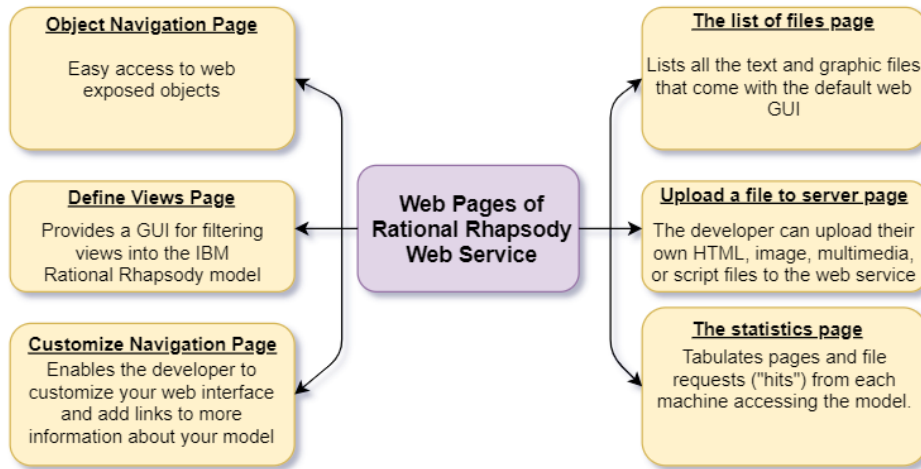 Object Navigation Page
Easy access to web
exposed objects
Define Views Page
Provides a GUI for filtering
views into the IBM
Rational Rhapsody model
Customize Navigation Page
Enables the developer to
customize your web interface
and add links to more
information about your model
Web Pages of
Rational Rhapsody
Web Service
The list of files page
Lists all the text and graphic files
that come with the default web
GUI
Upload a file to server page
The developer can upload their
own HTML, image, multimedia,
or script files to the web service
The statistics page
Tabulates pages and file
requests ("hits") from each
machine accessing the model.